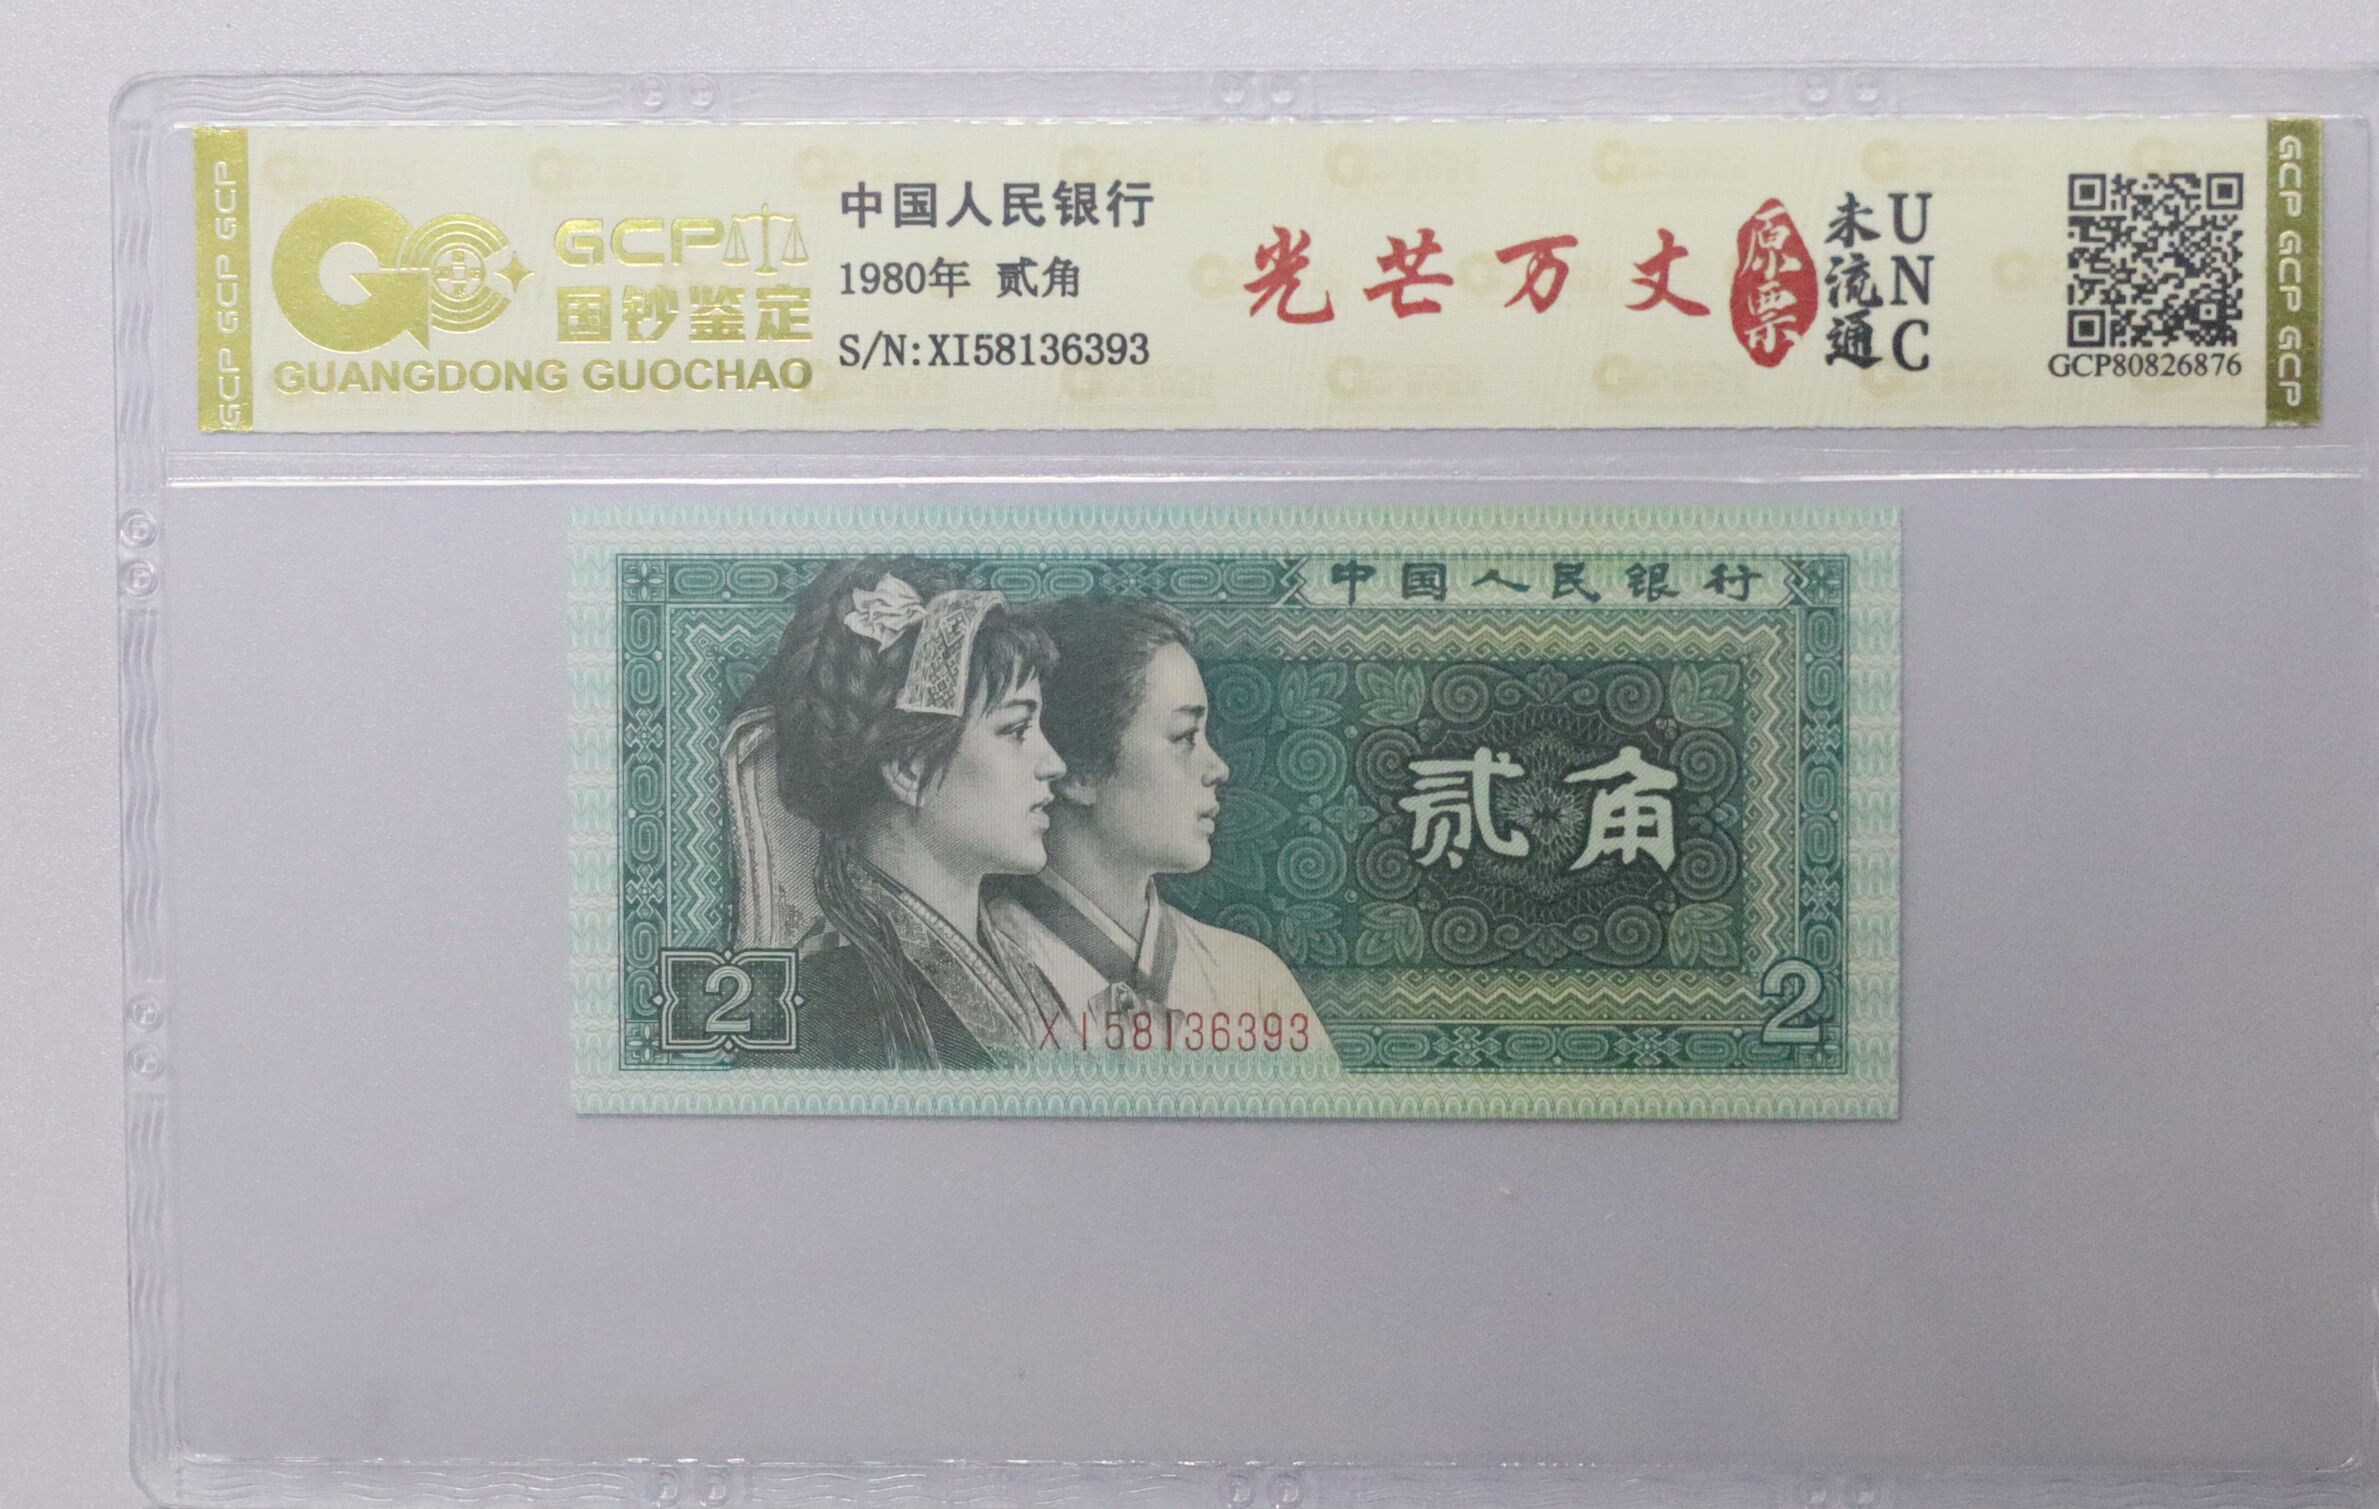 GCP GCP GCP
GCP
国钞鉴定
GUANGDONG GUOCHAO
中国人民银行
1980年 贰角
S/N:XI58136393
光芒万丈
原票
未流通
UNC
GCP80826876
GCP GCP GCP
中国人民银行
贰角
2
XI58136393
2